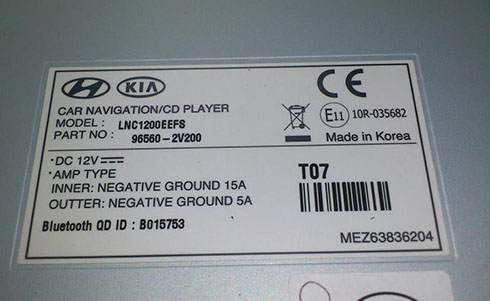 KIA
CE
CAR NAVIGATION/CD PLAYER
MODEL : LNC1200EEFS
PART NO : 96560-2V200
E11 10R-035682
Made in Korea
·DC 12V
·AMP TYPE
INNER: NEGATIVE GROUND 15A
OUTTER: NEGATIVE GROUND 5A
T07
Bluetooth QD ID : B015753
MEZ63836204